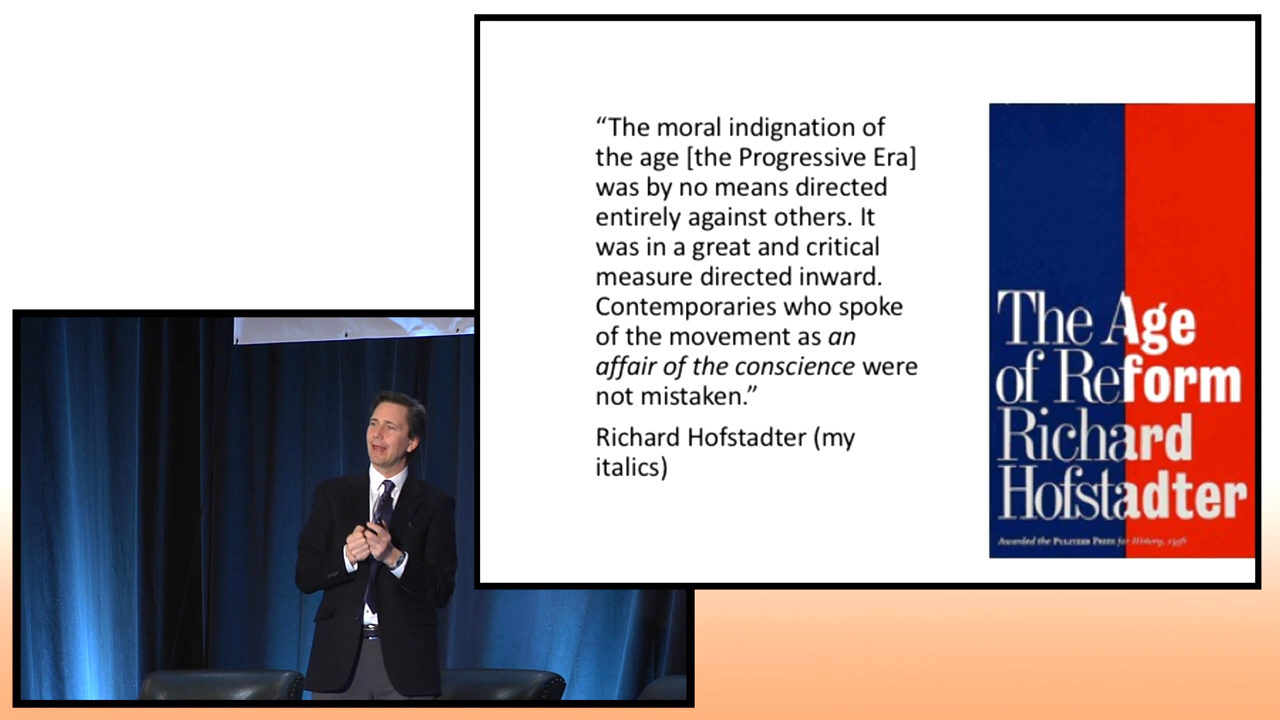 “The moral indignation of
the age [the Progressive Era]
was by no means directed
entirely against others. It
was in a great and critical
measure directed inward.
Contemporaries who spoke
of the movement as an
affair of the conscience were
not mistaken.”
Richard Hofstadter (my
italics)
The Age
of Reform
Richard
Hofstadter
Awarded the PULITZER PRESS for History, 1956